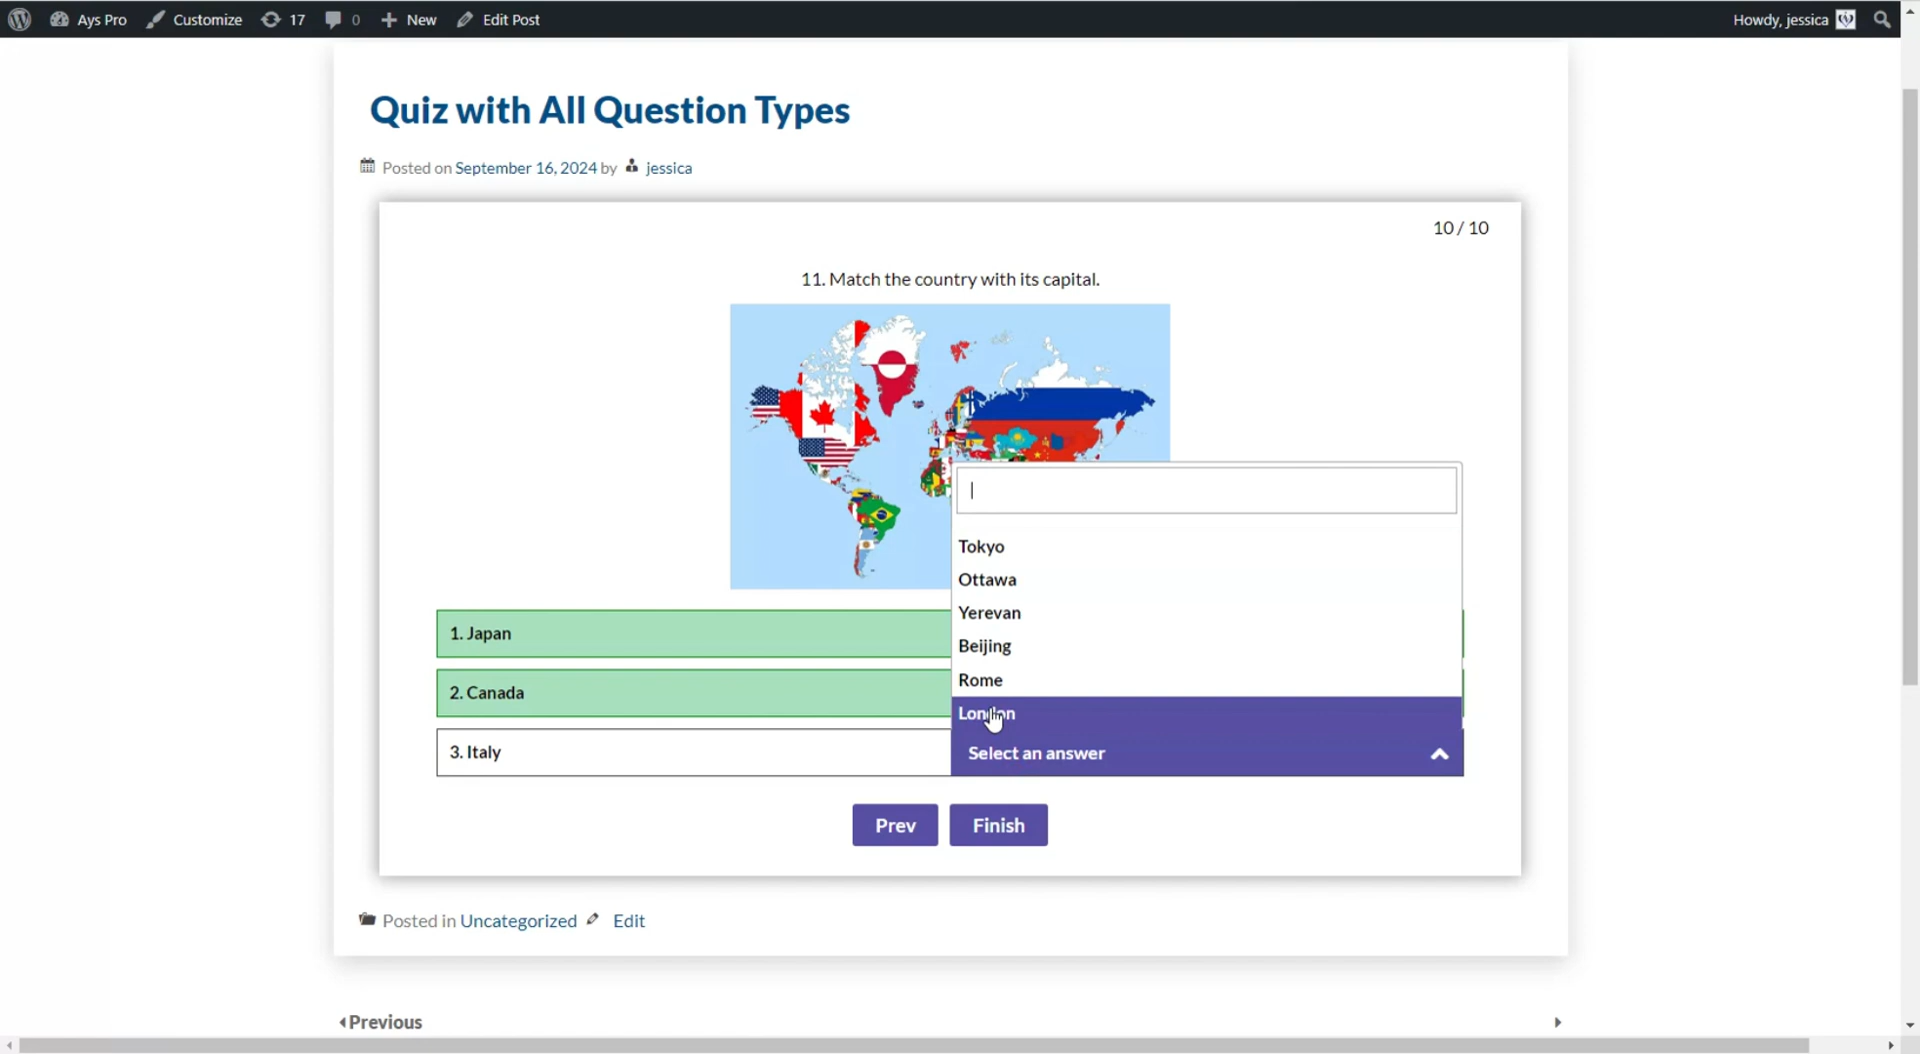 Ays Pro Customize 17 0 New Edit Post Howdy, jessica
Quiz with All Question Types
Posted on September 16, 2024 by jessica
10 / 10
11. Match the country with its capital.
Tokyo
Ottawa
Yerevan
Beijing
Rome
London
1. Japan
2. Canada
3. Italy
Select an answer
Prev Finish
Posted in Uncategorized Edit
Previous